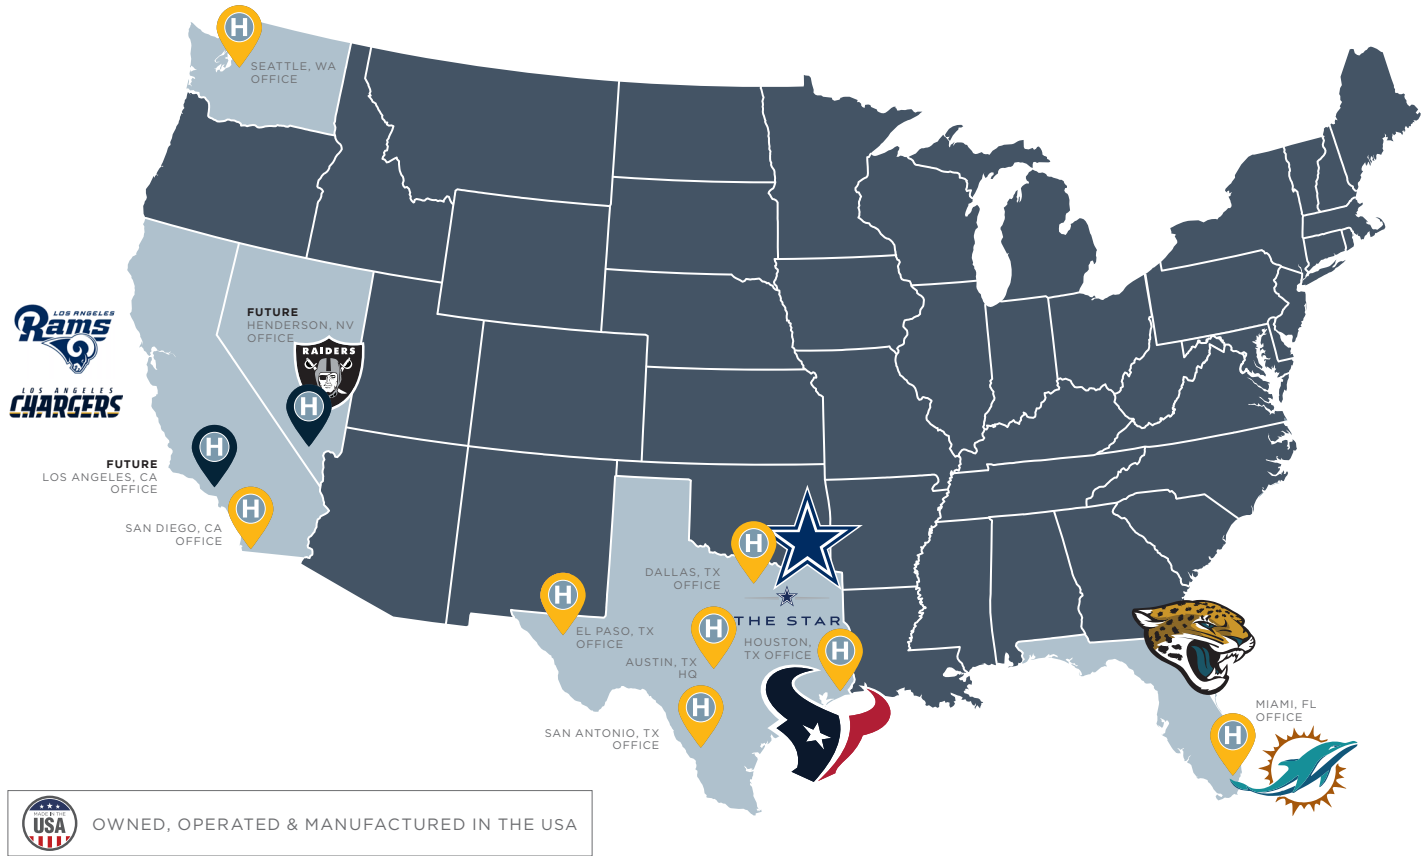 H
SEATTLE, WA
OFFICE
FUTURE
HENDERSON, NV
OFFICE
RAIDERS
H
LOS ANGELES
Rams
LOS ANGELES
CHARGERS
H
FUTURE
LOS ANGELES, CA
OFFICE
H
SAN DIEGO, CA
OFFICE
H
DALLAS, TX
OFFICE
THE STAR
H
EL PASO, TX
OFFICE
H
AUSTIN, TX
HQ
HOUSTON,
TX OFFICE
H
H
SAN ANTONIO, TX
OFFICE
MIAMI, FL
OFFICE
H
MADE IN THE
USA
OWNED, OPERATED & MANUFACTURED IN THE USA